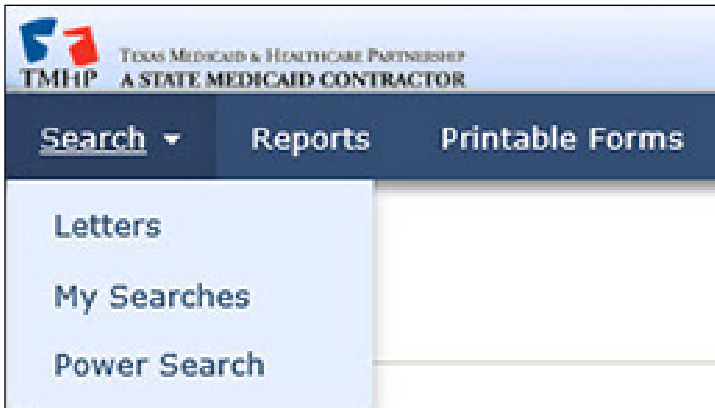 TEXAS MEDICAID & HEALTHCARE PARTNERSHIP
TMHP A STATE MEDICAID CONTRACTOR
Search Reports Printable Forms
Letters
My Searches
Power Search